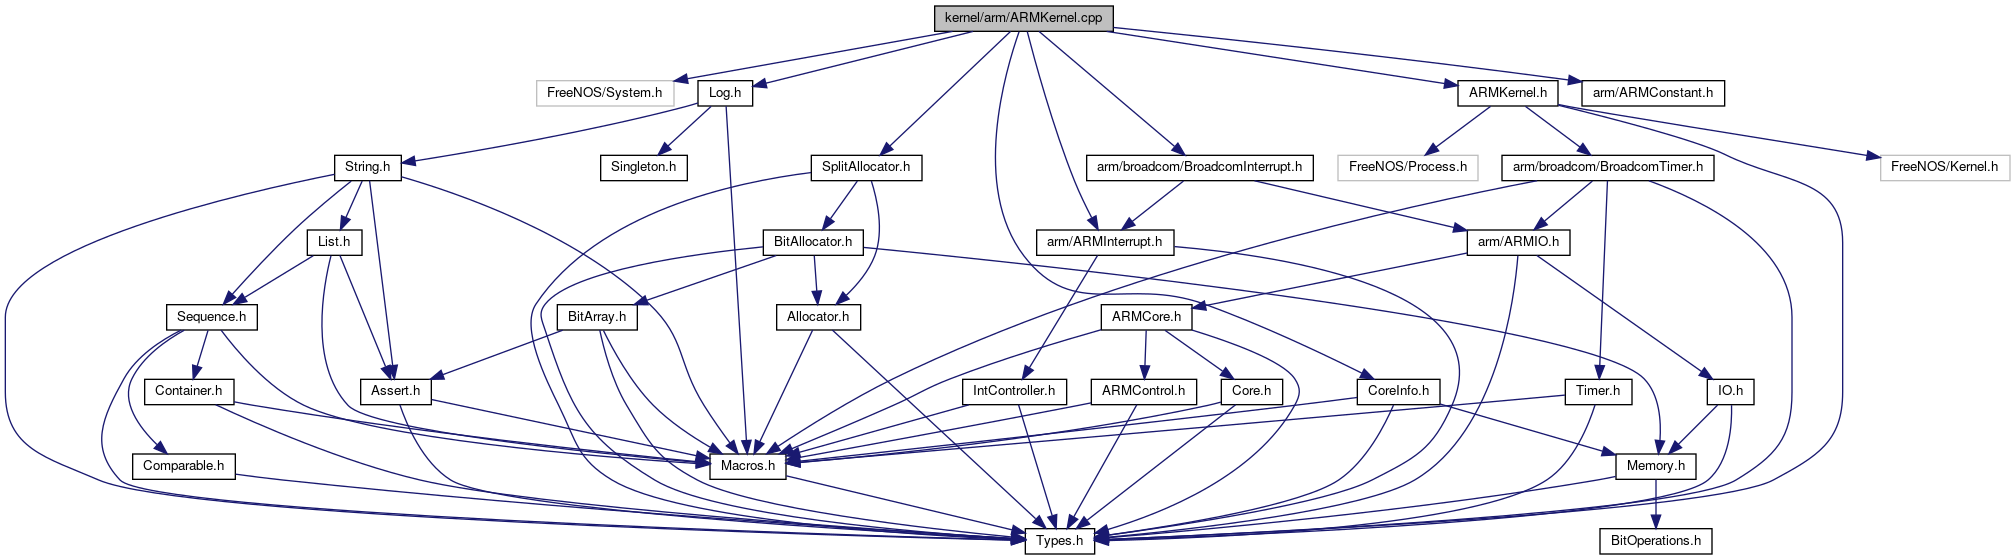 kernel/arm/ARMKernel.cpp
FreeNOS/System.h
Log.h
ARMKernel.h
arm/ARMConstant.h
String.h
Singleton.h
SplitAllocator.h
arm/broadcom/BroadcomInterrupt.h
FreeNOS/Process.h
arm/broadcom/BroadcomTimer.h
FreeNOS/Kernel.h
List.h
BitAllocator.h
arm/ARMInterrupt.h
arm/ARMIO.h
Sequence.h
BitArray.h
Allocator.h
ARMCore.h
Container.h
Assert.h
IntController.h
ARMControl.h
Core.h
CoreInfo.h
Timer.h
IO.h
Comparable.h
Macros.h
Memory.h
Types.h
BitOperations.h